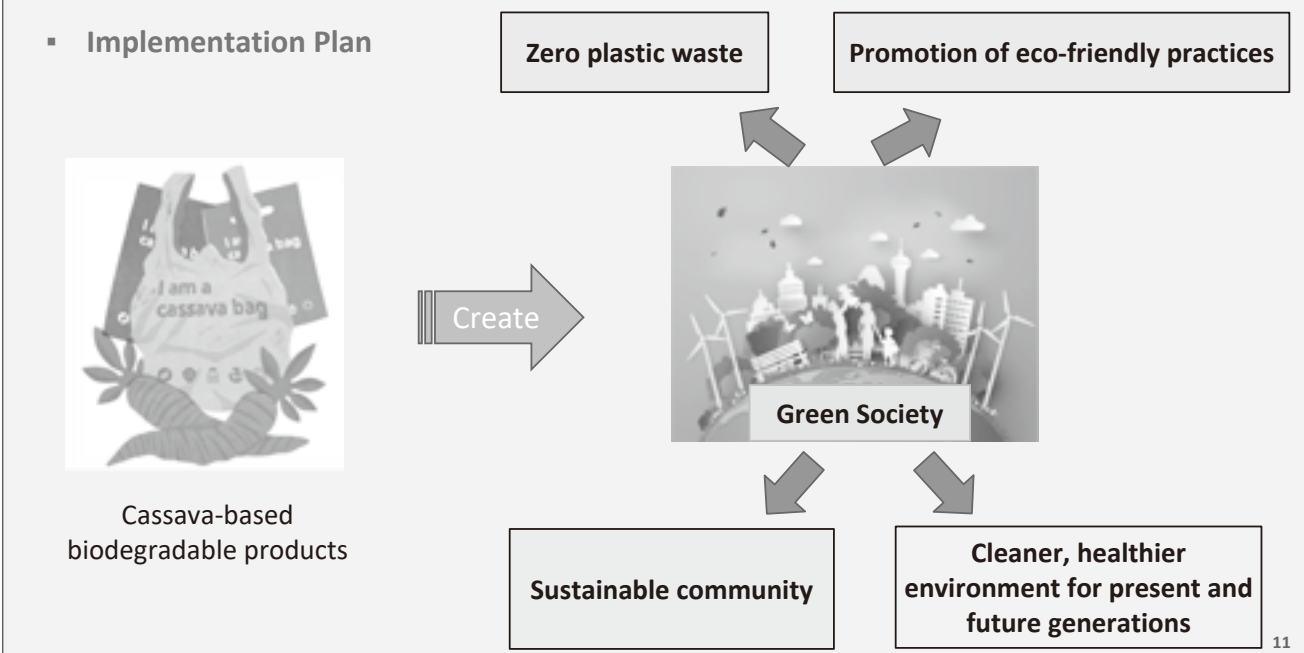 ▪ Implementation Plan
Zero plastic waste
Promotion of eco-friendly practices
I am a
cassava bag
Create
Green Society
Cassava-based
biodegradable products
Sustainable community
Cleaner, healthier
environment for present and
future generations
11